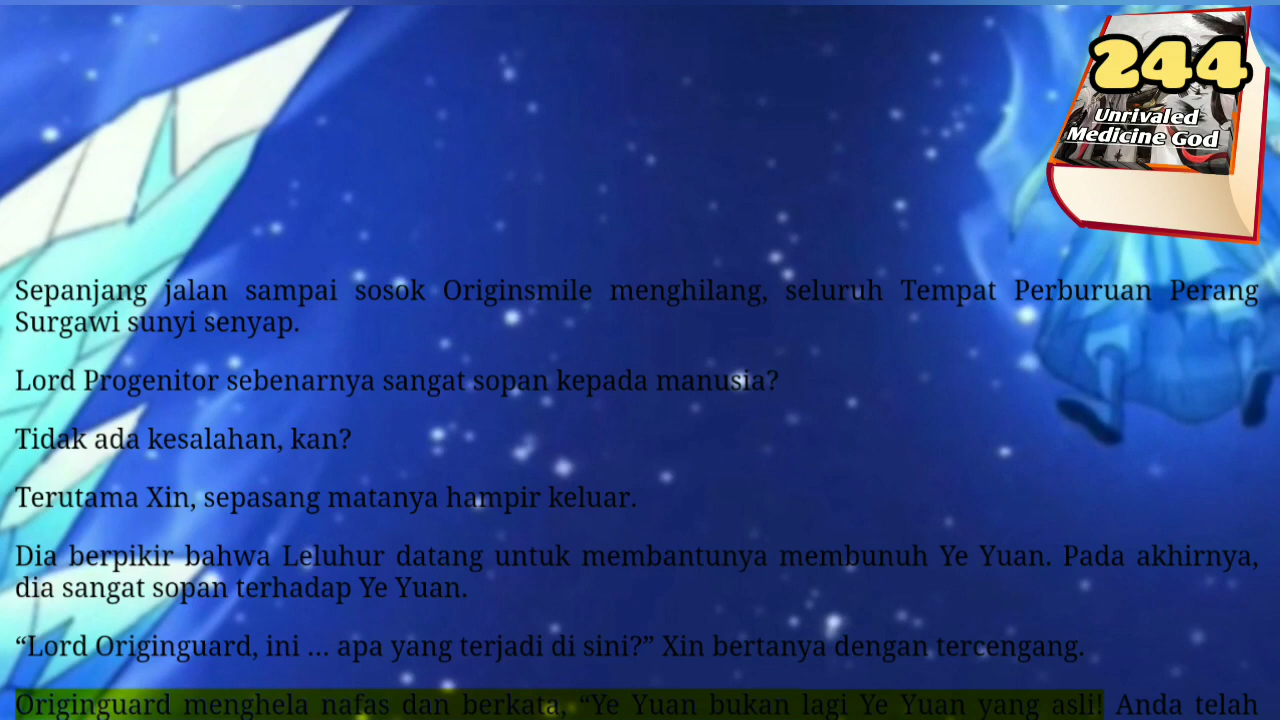 244
Unrivaled
Medicine God
Sepanjang jalan sampai sosok Originsmile menghilang, seluruh Tempat Perburuan Perang
Surgawi sunyi senyap.
Lord Progenitor sebenarnya sangat sopan kepada manusia?
Tidak ada kesalahan, kan?
Terutama Xin, sepasang matanya hampir keluar.
Dia berpikir bahwa Leluhur datang untuk membantunya membunuh Ye Yuan. Pada akhirnya,
dia sangat sopan terhadap Ye Yuan.
“Lord Originguard, ini ... apa yang terjadi di sini?” Xin bertanya dengan tercengang.
Originguard menghela nafas dan berkata, “Ye Yuan bukan lagi Ye Yuan yang asli! Anda telah